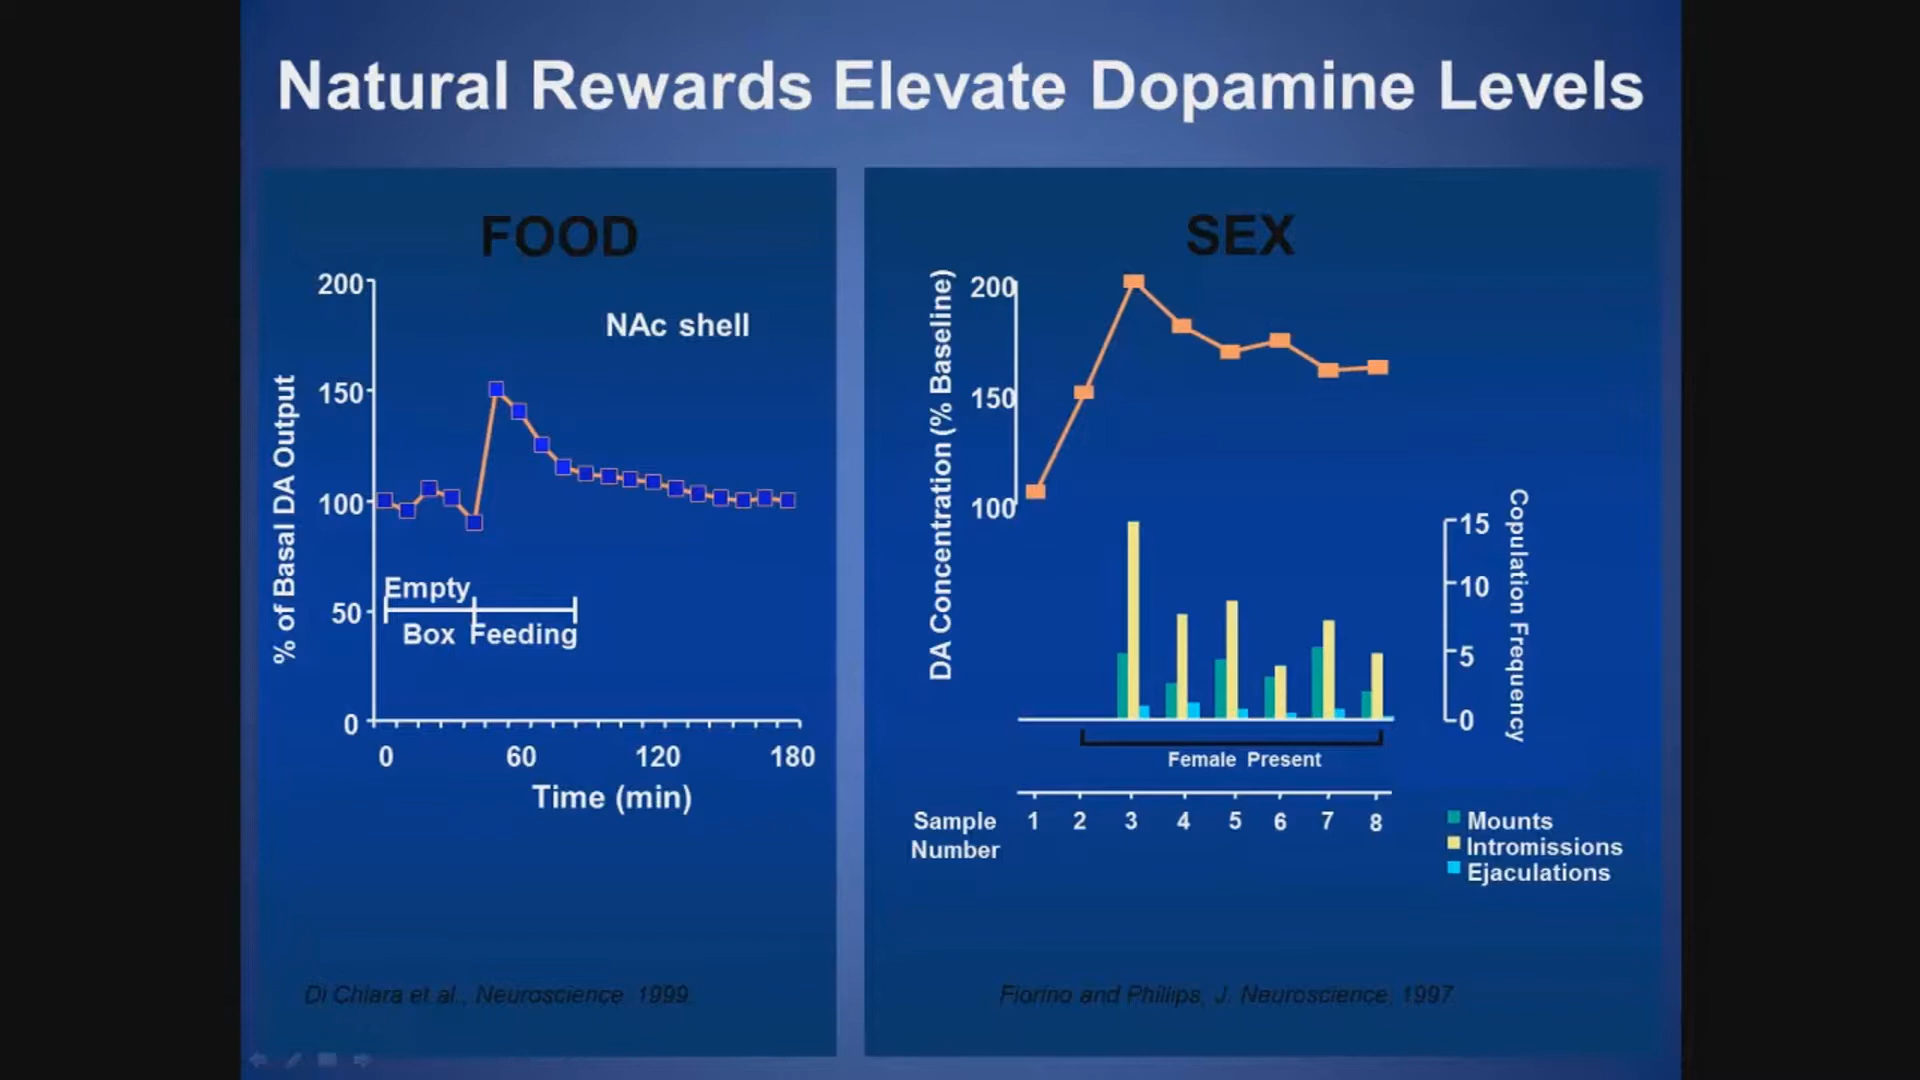 Natural Rewards Elevate Dopamine Levels
FOOD
NAc shell
% of Basal DA Output
200
150
100
50
0
Empty
Box Feeding
0 60 120 180
Time (min)
Di Chiara et al., Neuroscience, 1999.
SEX
DA Concentration (% Baseline)
200
150
100
15
10
5
0
Copulation Frequency
Female Present
Sample
Number
1 2 3 4 5 6 7 8
Mounts
Intromissions
Ejaculations
Fiorino and Phillips, J. Neuroscience, 1997.